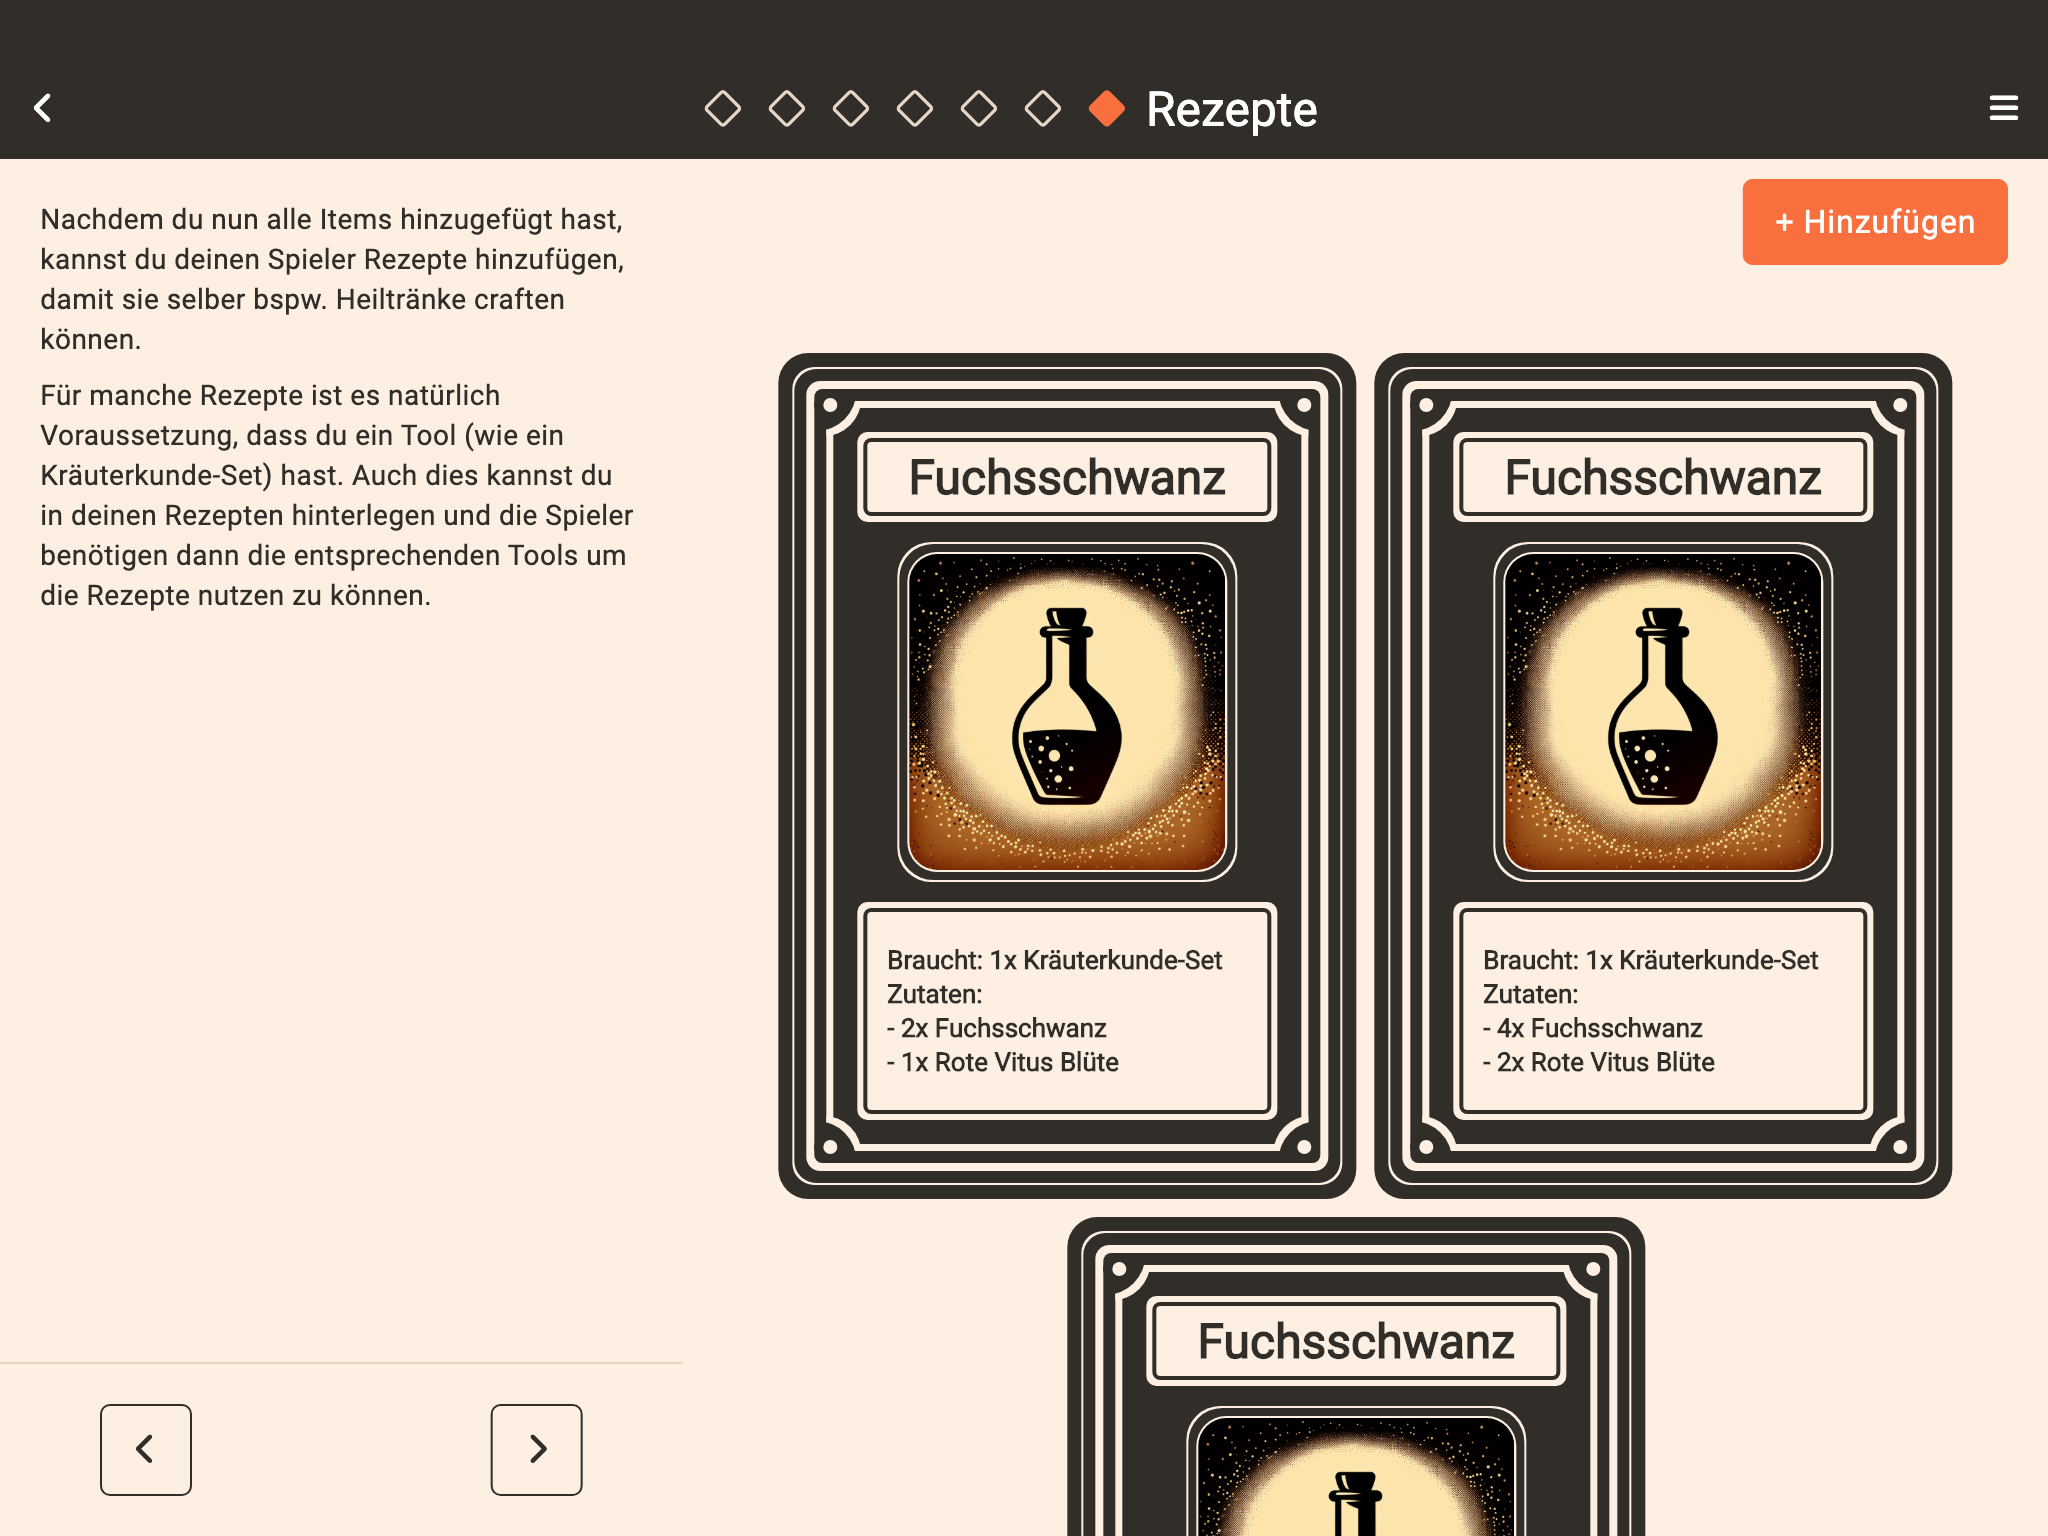 Rezepte
Nachdem du nun alle Items hinzugefügt hast,
kannst du deinen Spieler Rezepte hinzufügen,
damit sie selber bspw. Heiltränke craften
können.
Für manche Rezepte ist es natürlich
Voraussetzung, dass du ein Tool (wie ein
Kräuterkunde-Set) hast. Auch dies kannst du
in deinen Rezepten hinterlegen und die Spieler
benötigen dann die entsprechenden Tools um
die Rezepte nutzen zu können.
+ Hinzufügen
Fuchsschwanz
Braucht: 1x Kräuterkunde-Set
Zutaten:
- 2x Fuchsschwanz
- 1x Rote Vitus Blüte
Fuchsschwanz
Braucht: 1x Kräuterkunde-Set
Zutaten:
- 4x Fuchsschwanz
- 2x Rote Vitus Blüte
Fuchsschwanz